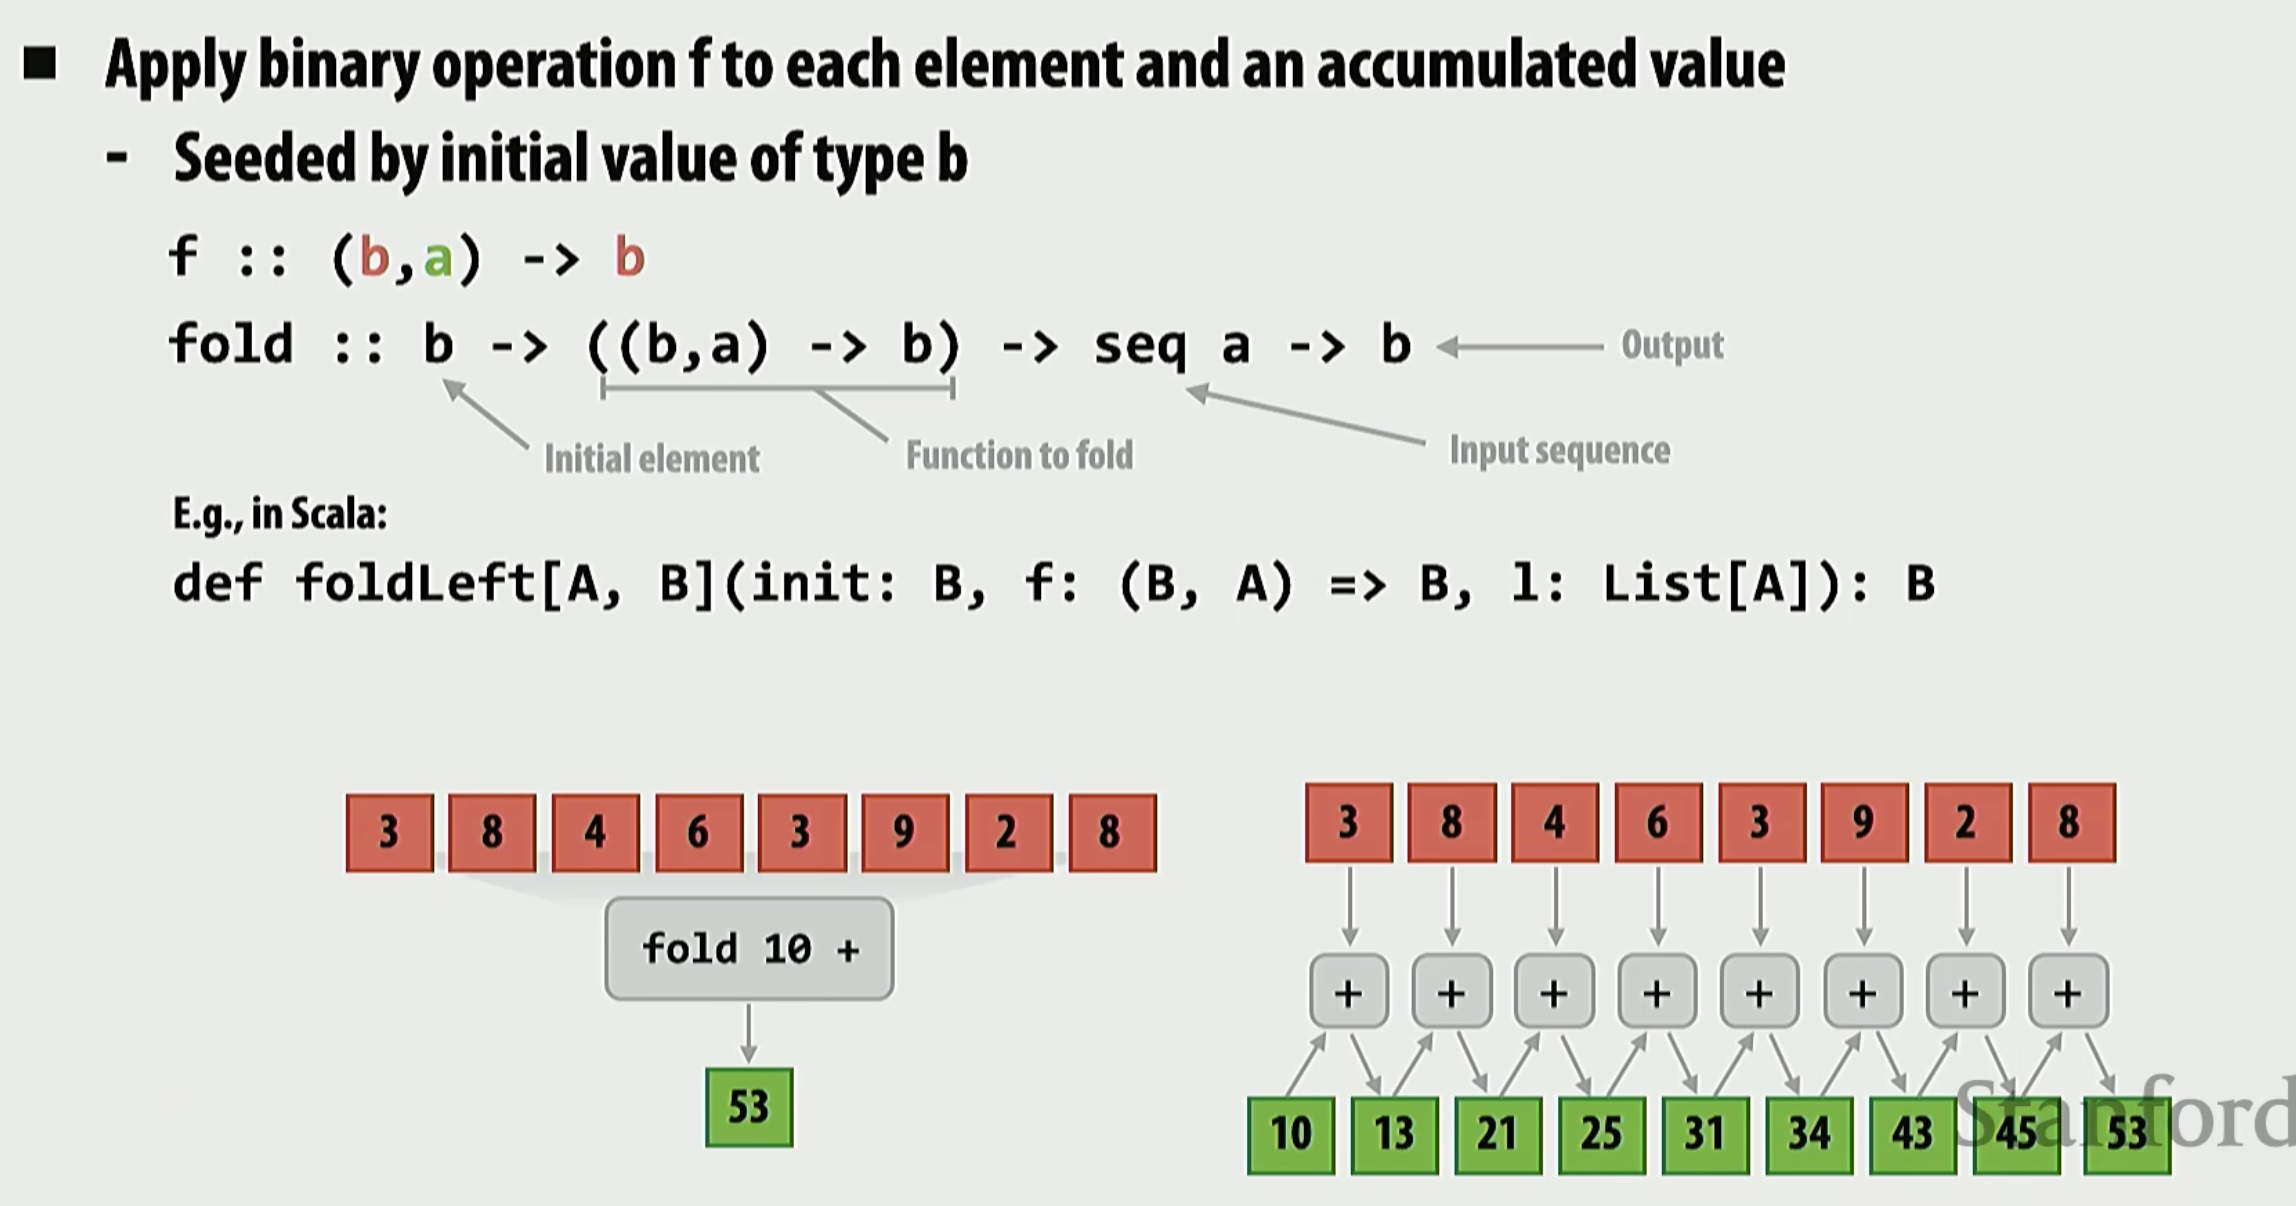 ■ Apply binary operation f to each element and an accumulated value
- Seeded by initial value of type b
f :: (b,a) -> b
fold :: b -> ((b,a) -> b) -> seq a -> b
Output
Initial element
Function to fold
Input sequence
E.g., in Scala:
def foldLeft[A, B](init: B, f: (B, A) => B, l: List[A]): B
3 8 4 6 3 9 2 8
fold 10 +
53
3 8 4 6 3 9 2 8
+ + + + + + + +
10 13 21 25 31 34 43 45 53
Stanford